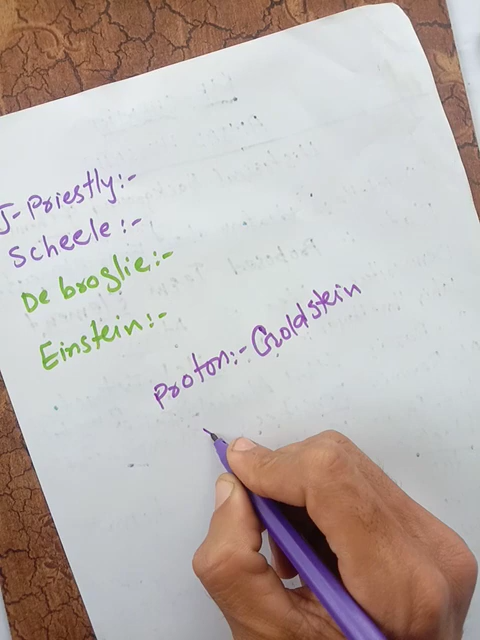 J-Priestly:-
Scheele:-
De broglie:-
Einstein:-
Proton:- Goldstein